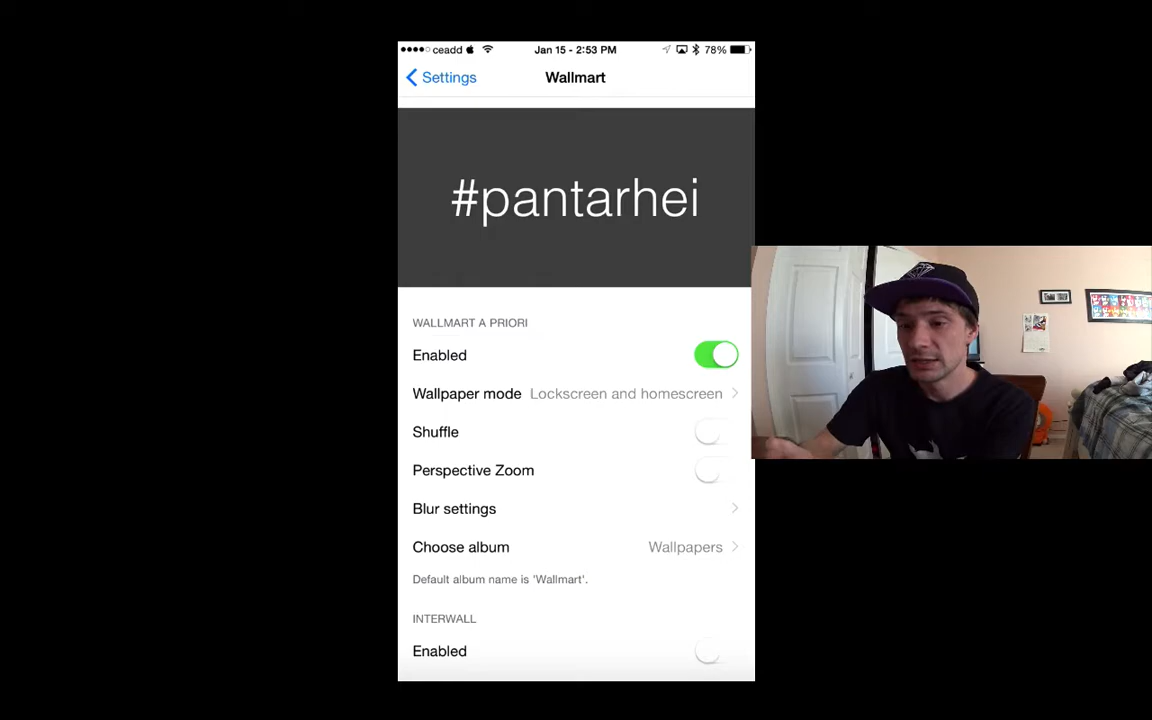 ceadd Jan 15 - 2:53 PM 78%
Settings Wallmart
#pantarhei
WALLMART A PRIORI
Enabled
Wallpaper mode Lockscreen and homescreen
Shuffle
Perspective Zoom
Blur settings
Choose album Wallpapers
Default album name is 'Wallmart'.
INTERWALL
Enabled